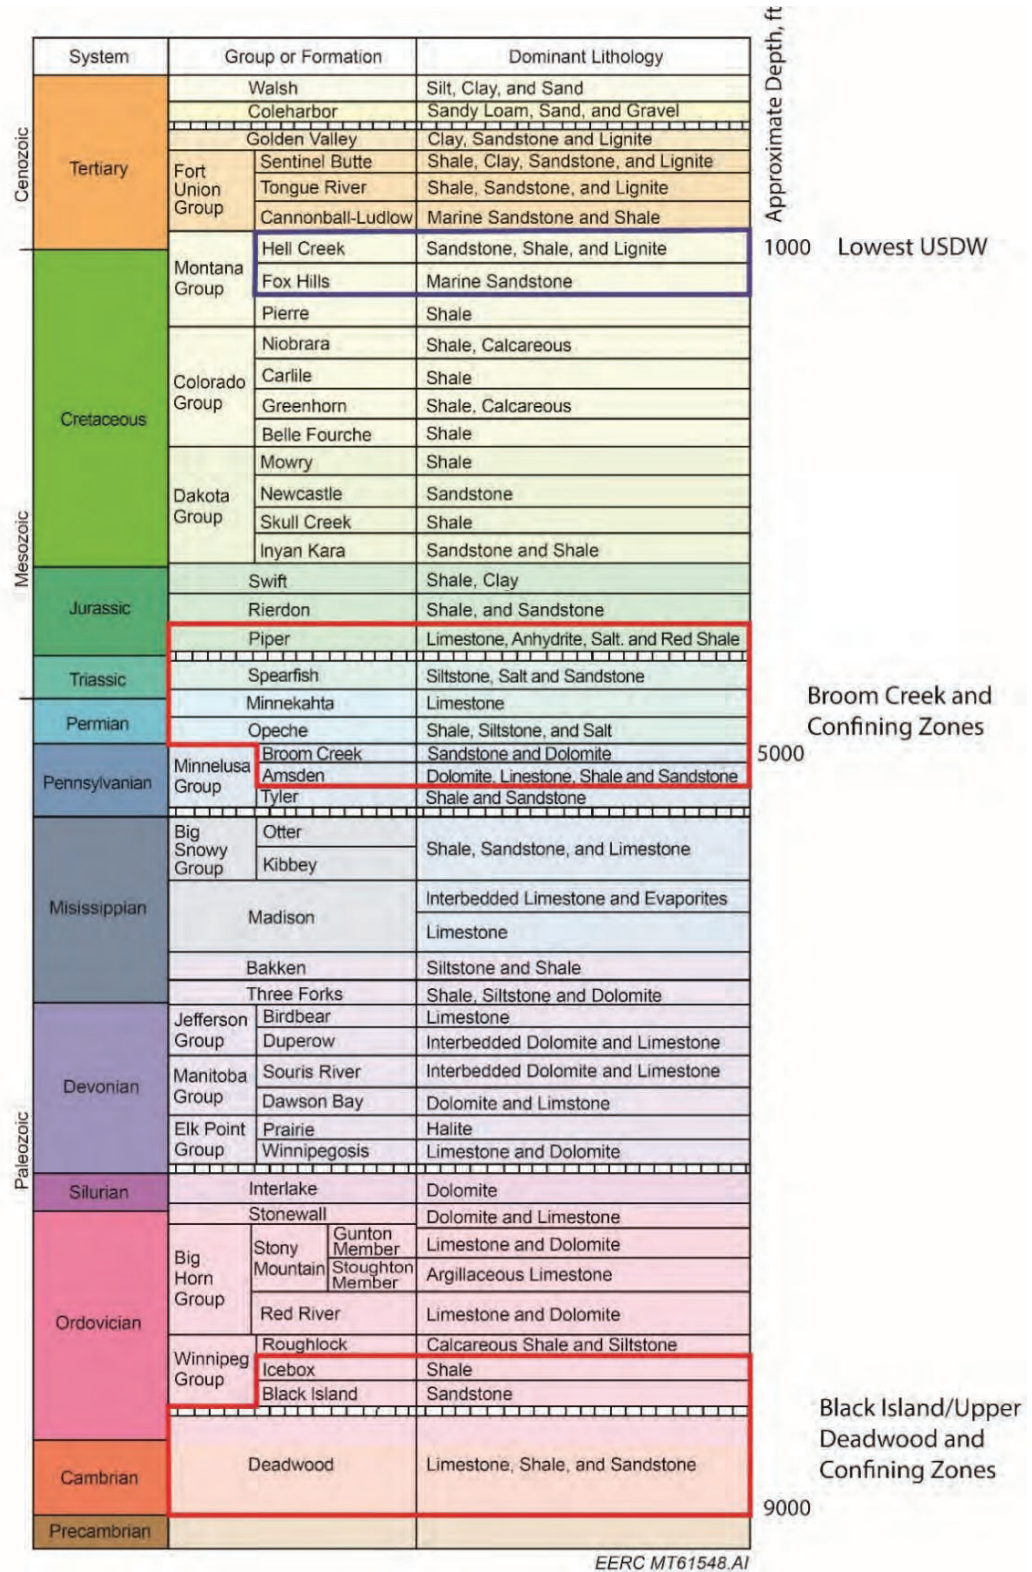 Approximate Depth, ft
System Group or Formation Dominant Lithology
Cenozoic
Tertiary
Walsh Silt, Clay, and Sand
Coleharbor Sandy Loam, Sand, and Gravel
Golden Valley Clay, Sandstone and Lignite
Fort
Union
Group
Sentinel Butte Shale, Clay, Sandstone, and Lignite
Tongue River Shale, Sandstone, and Lignite
Cannonball-Ludlow Marine Sandstone and Shale
Mesozoic
Cretaceous
Montana
Group
Hell Creek Sandstone, Shale, and Lignite
1000 Lowest USDW
Fox Hills Marine Sandstone
Pierre Shale
Colorado
Group
Niobrara Shale, Calcareous
Carlile Shale
Greenhorn Shale, Calcareous
Belle Fourche Shale
Dakota
Group
Mowry Shale
Newcastle Sandstone
Skull Creek Shale
Inyan Kara Sandstone and Shale
Jurassic
Swift Shale, Clay
Rierdon Shale, and Sandstone
Piper Limestone, Anhydrite, Salt. and Red Shale
Triassic
Spearfish Siltstone, Salt and Sandstone
Broom Creek and
Confining Zones
Paleozoic
Permian
Minnekahta Limestone
Opeche Shale, Siltstone, and Salt
Pennsylvanian
Minnelusa
Group
Broom Creek Sandstone and Dolomite
5000
Amsden Dolomite, Linestone, Shale and Sandstone
Tyler Shale and Sandstone
Misissippian
Big
Snowy
Group
Otter
Kibbey
Shale, Sandstone, and Limestone
Madison
Interbedded Limestone and Evaporites
Limestone
Bakken Siltstone and Shale
Three Forks Shale, Siltstone and Dolomite
Devonian
Jefferson
Group
Birdbear Limestone
Duperow Interbedded Dolomite and Limestone
Manitoba
Group
Souris River Interbedded Dolomite and Limestone
Dawson Bay Dolomite and Limstone
Elk Point
Group
Prairie Halite
Winnipegosis Limestone and Dolomite
Silurian
Interlake Dolomite
Ordovician
Stonewall Dolomite and Limestone
Big
Horn
Group
Stony
Mountain
Gunton
Member
Limestone and Dolomite
Stoughton
Member
Argillaceous Limestone
Red River Limestone and Dolomite
Winnipeg
Group
Roughlock Calcareous Shale and Siltstone
Icebox Shale
Black Island Sandstone
Black Island/Upper
Deadwood and
Confining Zones
Cambrian
Deadwood Limestone, Shale, and Sandstone
9000
Precambrian
EERC MT61548.AI